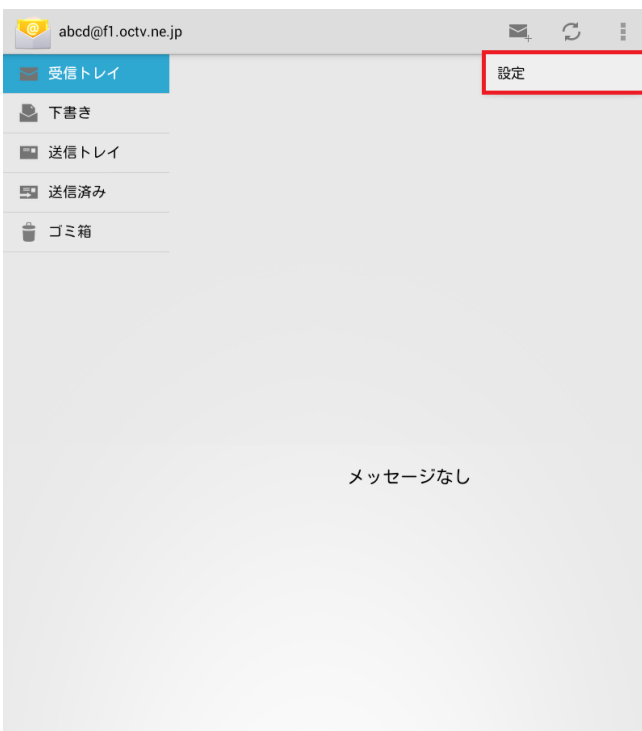 abcd@f1.octv.ne.jp
受信トレイ
設定
下書き
送信トレイ
送信済み
ゴミ箱
メッセージなし